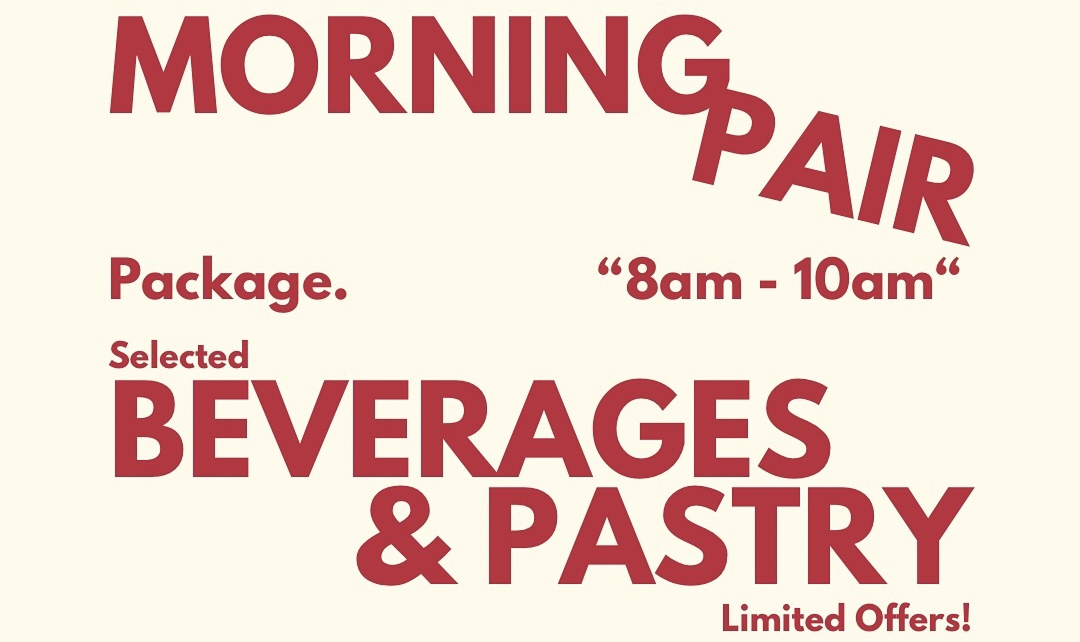 MORNING
PAIR
Package. “8am - 10am“
Selected
BEVERAGES
& PASTRY
Limited Offers!